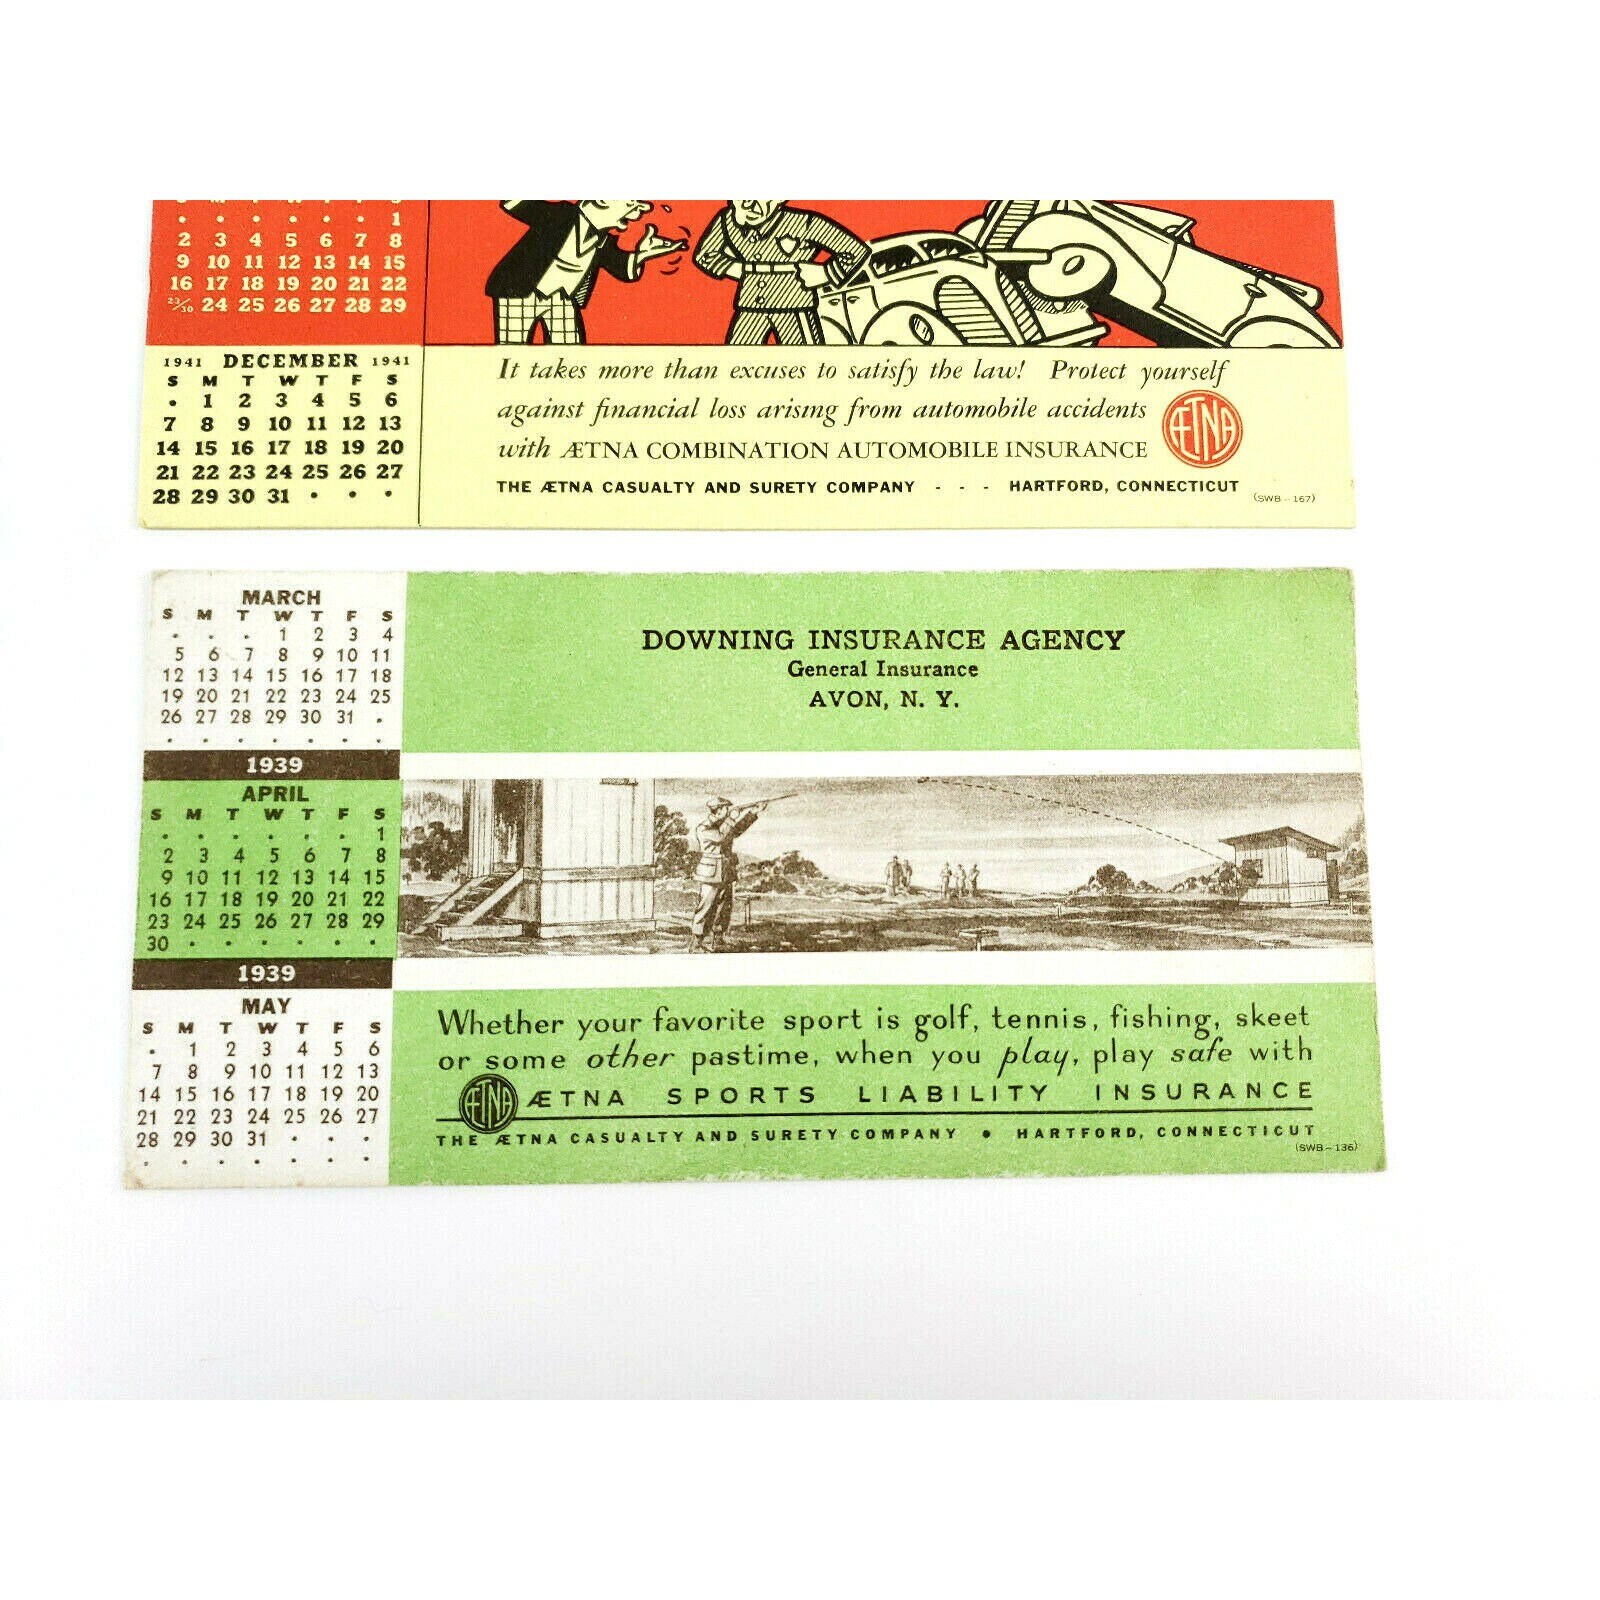 S M T W T F S
• • • • • • 1
2 3 4 5 6 7 8
9 10 11 12 13 14 15
16 17 18 19 20 21 22
23/30 24 25 26 27 28 29
1941 DECEMBER 1941
S M T W T F S
• 1 2 3 4 5 6
7 8 9 10 11 12 13
14 15 16 17 18 19 20
21 22 23 24 25 26 27
28 29 30 31 • • •
It takes more than excuses to satisfy the law! Protect yourself
against financial loss arising from automobile accidents
with ÆTNA COMBINATION AUTOMOBILE INSURANCE
ÆTNA
THE ÆTNA CASUALTY AND SURETY COMPANY - - - HARTFORD, CONNECTICUT
(SWB-167)
MARCH
S M T W T F S
• • • 1 2 3 4
5 6 7 8 9 10 11
12 13 14 15 16 17 18
19 20 21 22 23 24 25
26 27 28 29 30 31 •
• • • • • • •
1939
APRIL
S M T W T F S
• • • • • • 1
2 3 4 5 6 7 8
9 10 11 12 13 14 15
16 17 18 19 20 21 22
23 24 25 26 27 28 29
30 • • • • • •
1939
MAY
S M T W T F S
• 1 2 3 4 5 6
7 8 9 10 11 12 13
14 15 16 17 18 19 20
21 22 23 24 25 26 27
28 29 30 31 • • •
• • • • • • •
DOWNING INSURANCE AGENCY
General Insurance
AVON, N. Y.
Whether your favorite sport is golf, tennis, fishing, skeet
or some other pastime, when you play, play safe with
ÆTNA ÆTNA SPORTS LIABILITY INSURANCE
THE ÆTNA CASUALTY AND SURETY COMPANY • HARTFORD, CONNECTICUT
(SWB-136)